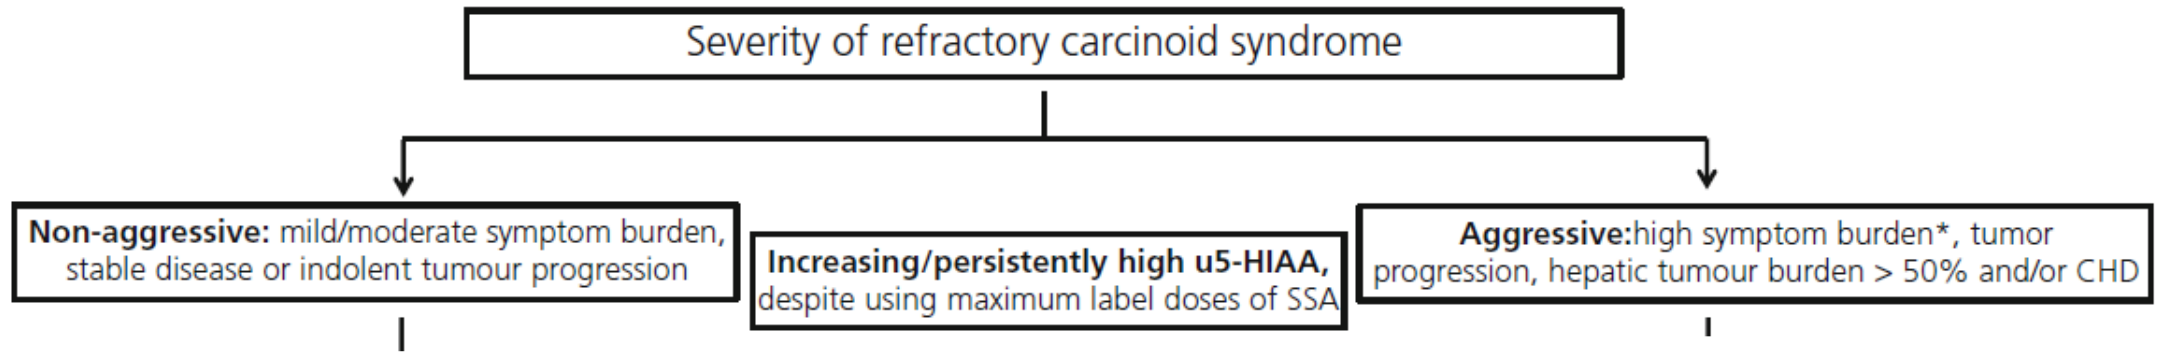 Severity of refractory carcinoid syndrome
Non-aggressive: mild/moderate symptom burden,
stable disease or indolent tumour progression
Increasing/persistently high u5-HIAA,
despite using maximum label doses of SSA
Aggressive:high symptom burden*, tumor
progression, hepatic tumour burden > 50% and/or CHD